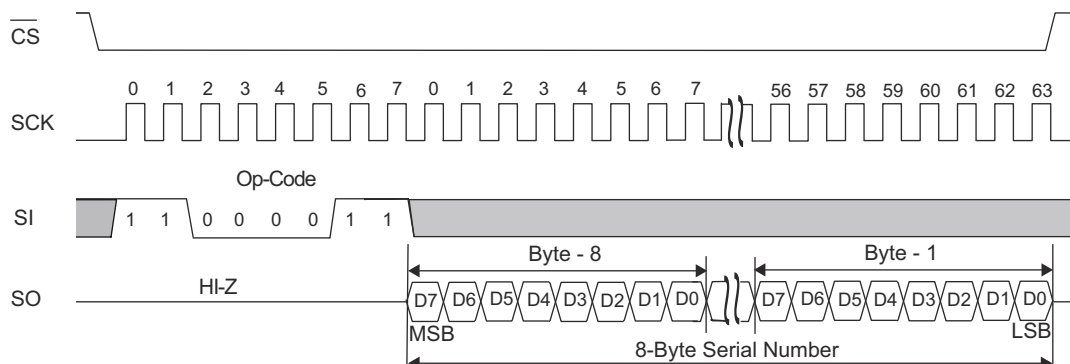 CS
0 1 2 3 4 5 6 7 0 1 2 3 4 5 6 7 56 57 58 59 60 61 62 63
SCK
Op-Code
SI 1 1 0 0 0 0 1 1
Byte - 8 Byte - 1
SO HI-Z D7 D6 D5 D4 D3 D2 D1 D0 D7 D6 D5 D4 D3 D2 D1 D0
MSB LSB
8-Byte Serial Number